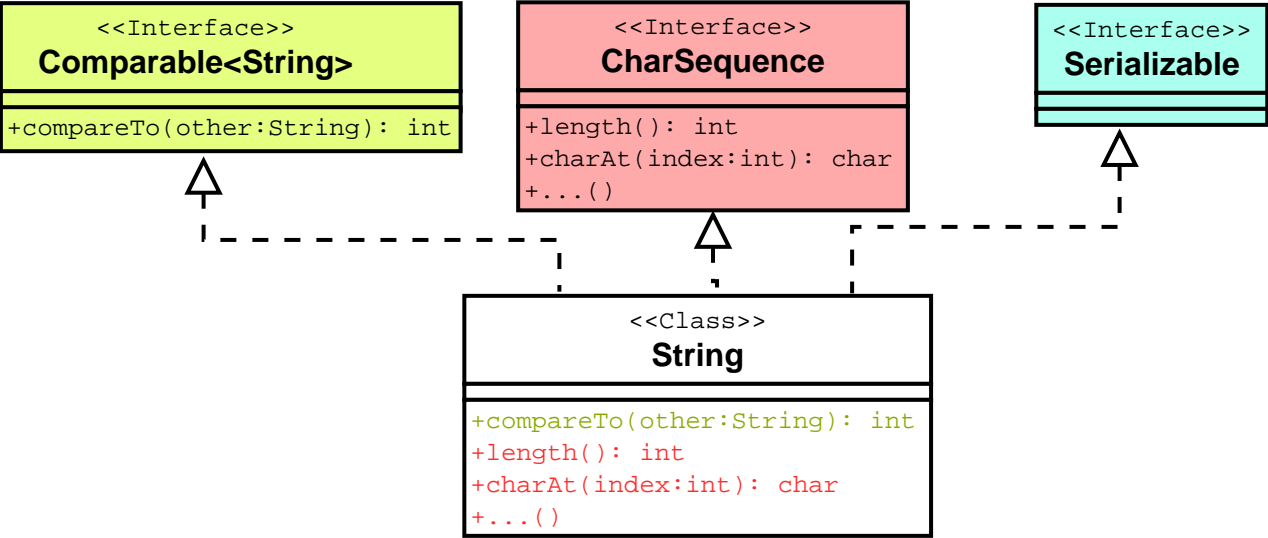 <<Interface>>
Comparable<String>
+compareTo(other:String): int
<<Interface>>
CharSequence
+length(): int
+charAt(index:int): char
+...()
<<Interface>>
Serializable
<<Class>>
String
+compareTo(other:String): int
+length(): int
+charAt(index:int): char
+...()